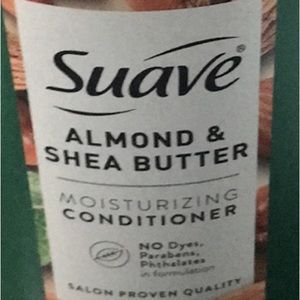 Suave®
ALMOND &
SHEA BUTTER
MOISTURIZING
CONDITIONER
NO Dyes,
Parabens,
Phthalates
in formulation
SALON PROVEN QUALITY